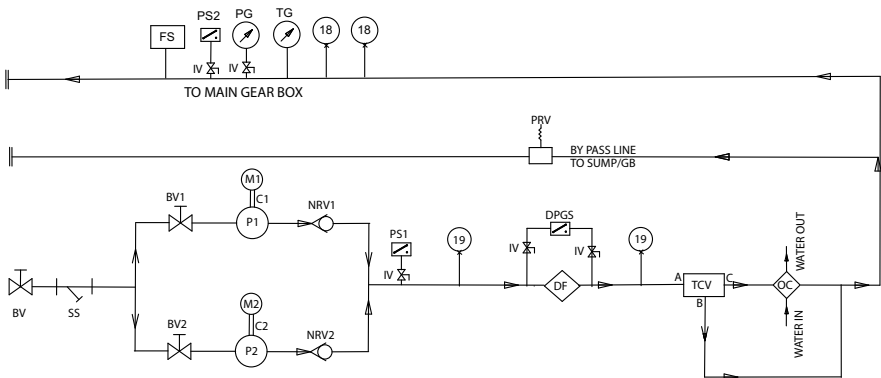 FS
PS2
PG
TG
18
18
IV
IV
TO MAIN GEAR BOX
PRV
BY PASS LINE
TO SUMP/GB
M1
C1
BV1
P1
NRV1
PS1
IV
19
DPGS
IV
IV
19
DF
A
TCV
C
B
OC
WATER OUT
WATER IN
BV
SS
M2
C2
BV2
P2
NRV2